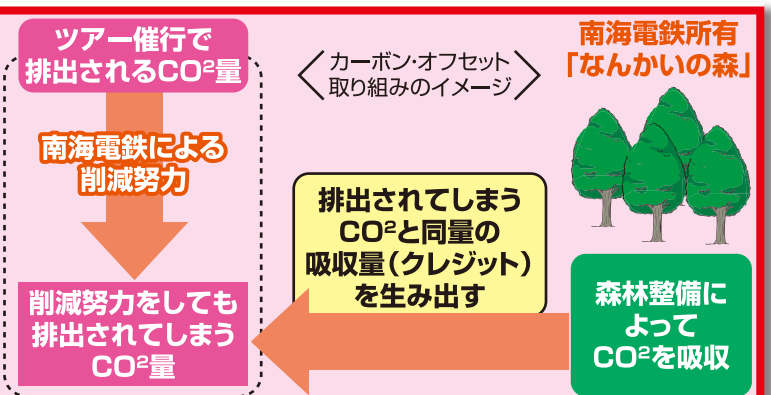 ツアー催行で
排出されるCO²量
南海電鉄による
削減努力
削減努力をしても
排出されてしまう
CO²量
カーボン・オフセット
取り組みのイメージ
排出されてしまう
CO²と同量の
吸収量（クレジット）
を生み出す
南海電鉄所有
「なんかいの森」
森林整備に
よって
CO²を吸収